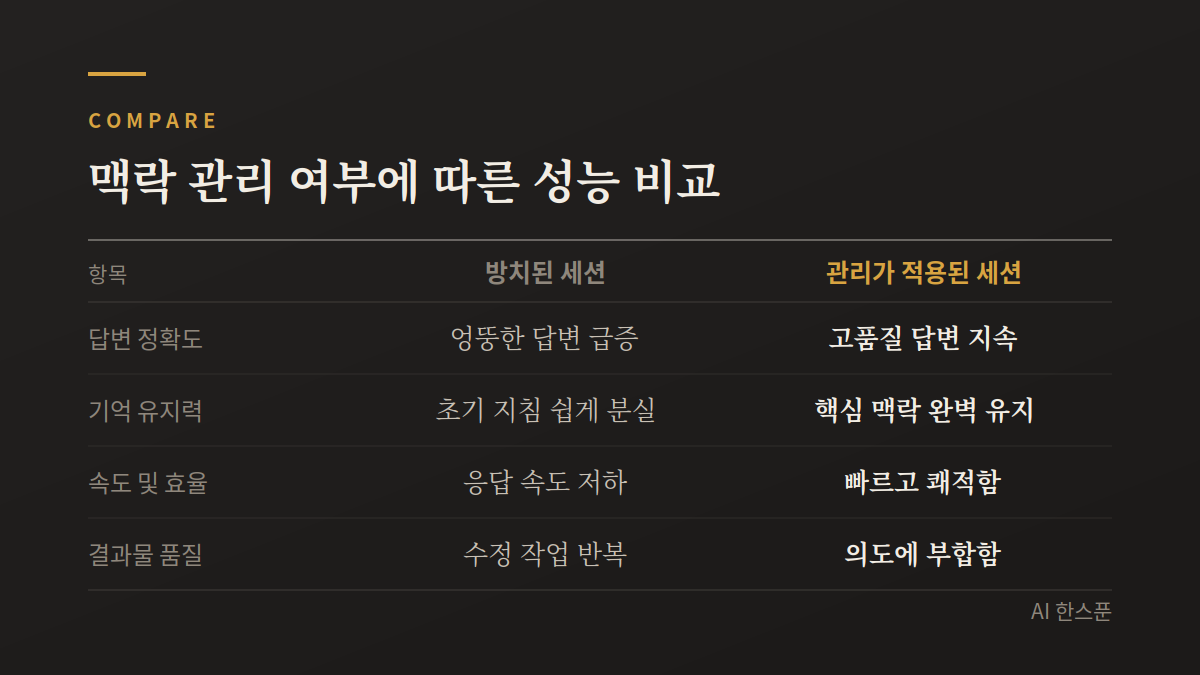 COMPARE
맥락 관리 여부에 따른 성능 비교
항목 방치된 세션 관리가 적용된 세션
답변 정확도 엉뚱한 답변 급증 고품질 답변 지속
기억 유지력 초기 지침 쉽게 분실 핵심 맥락 완벽 유지
속도 및 효율 응답 속도 저하 빠르고 쾌적함
결과물 품질 수정 작업 반복 의도에 부합함
AI 한스푼